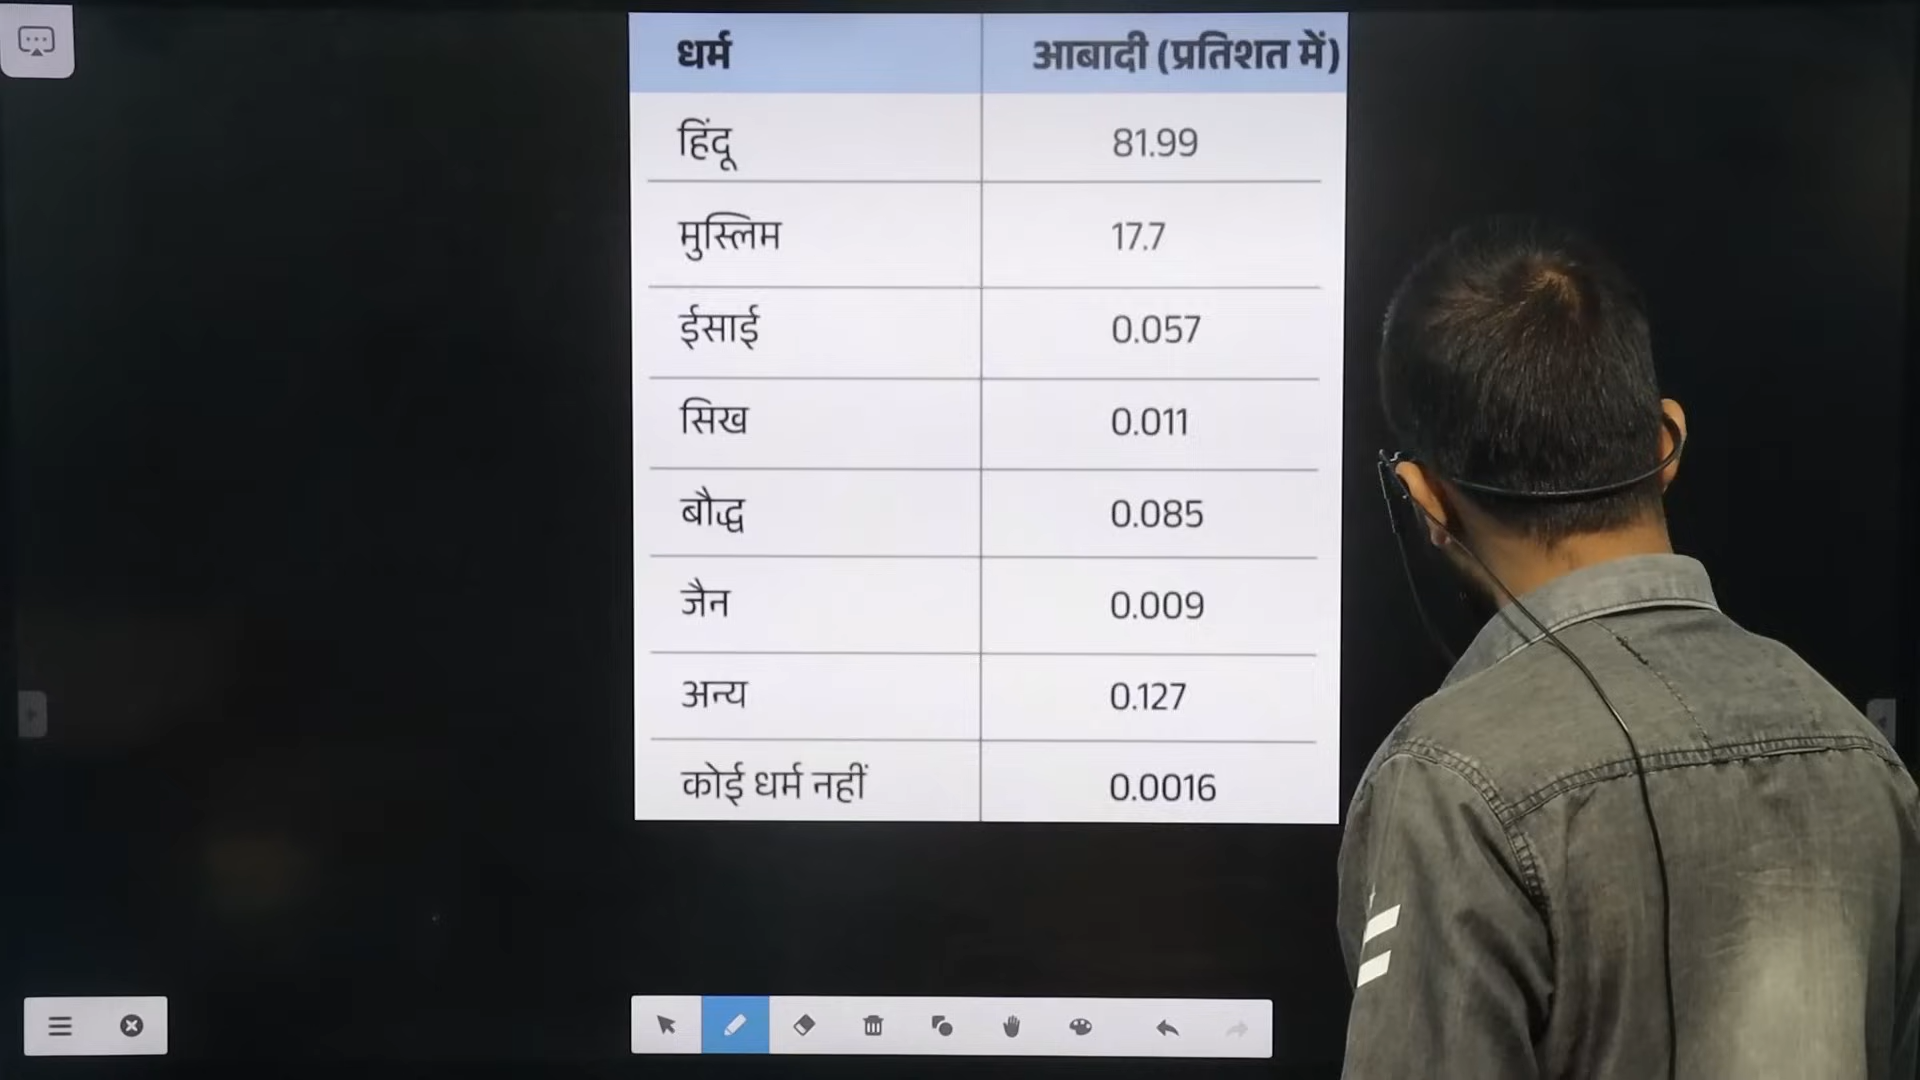 धर्म आबादी (प्रतिशत में)
हिंदू 81.99
मुस्लिम 17.7
ईसाई 0.057
सिख 0.011
बौद्ध 0.085
जैन 0.009
अन्य 0.127
कोई धर्म नहीं 0.0016